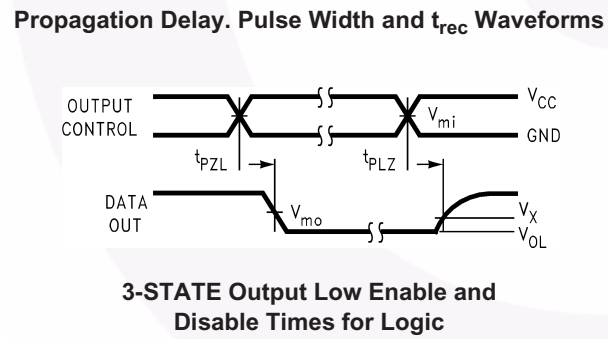 Propagation Delay. Pulse Width and trec Waveforms
OUTPUT
CONTROL
VCC
Vmi
GND
tPZL
tPLZ
DATA
OUT
Vmo
VX
VOL
3-STATE Output Low Enable and
Disable Times for Logic